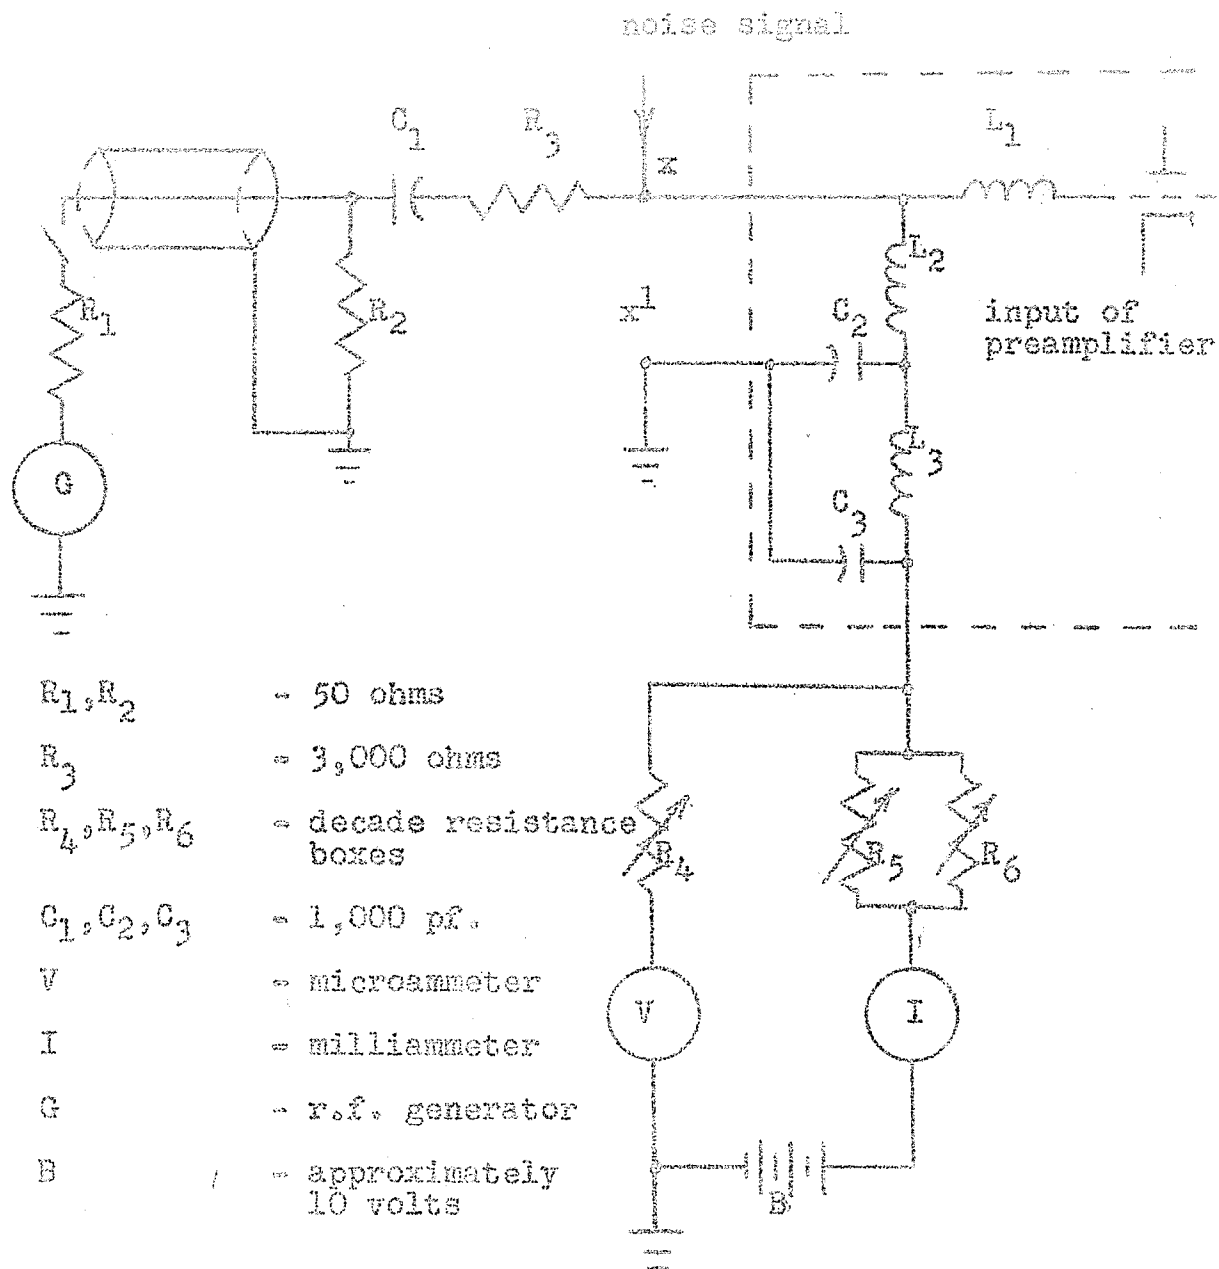 noise signal
C1
R3
x
L1
R1
R2
x1
C2
L2
input of
preamplifier
G
C3
L3
R1,R2 - 50 ohms
R3 - 3,000 ohms
R4,R5,R6 - decade resistance
boxes
C1,C2,C3 - 1,000 pf.
V - microammeter
I - milliammeter
G - r.f. generator
B - approximately
10 volts
R4
R5
R6
V
I
B